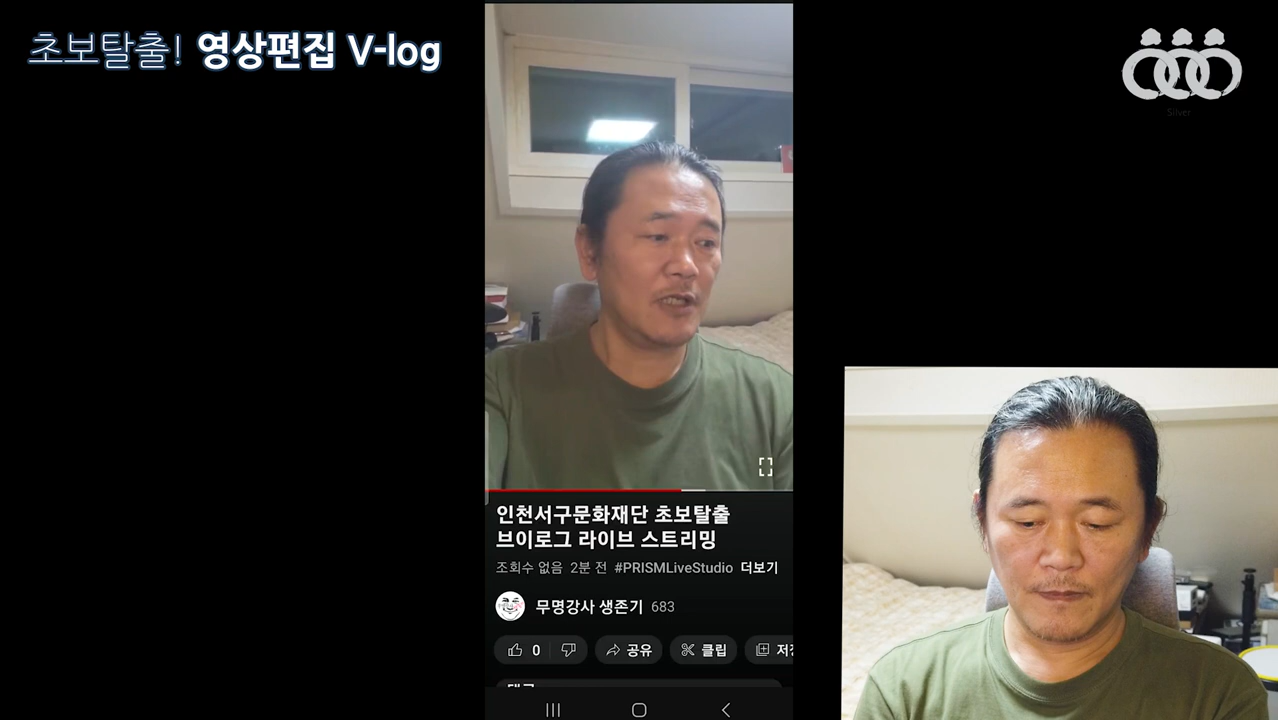 초보탈출! 영상편집 V-log
Silver
인천서구문화재단 초보탈출
브이로그 라이브 스트리밍
조회수 없음 2분 전 #PRISMLiveStudio 더보기
무명강사 생존기 683
0 공유 클립